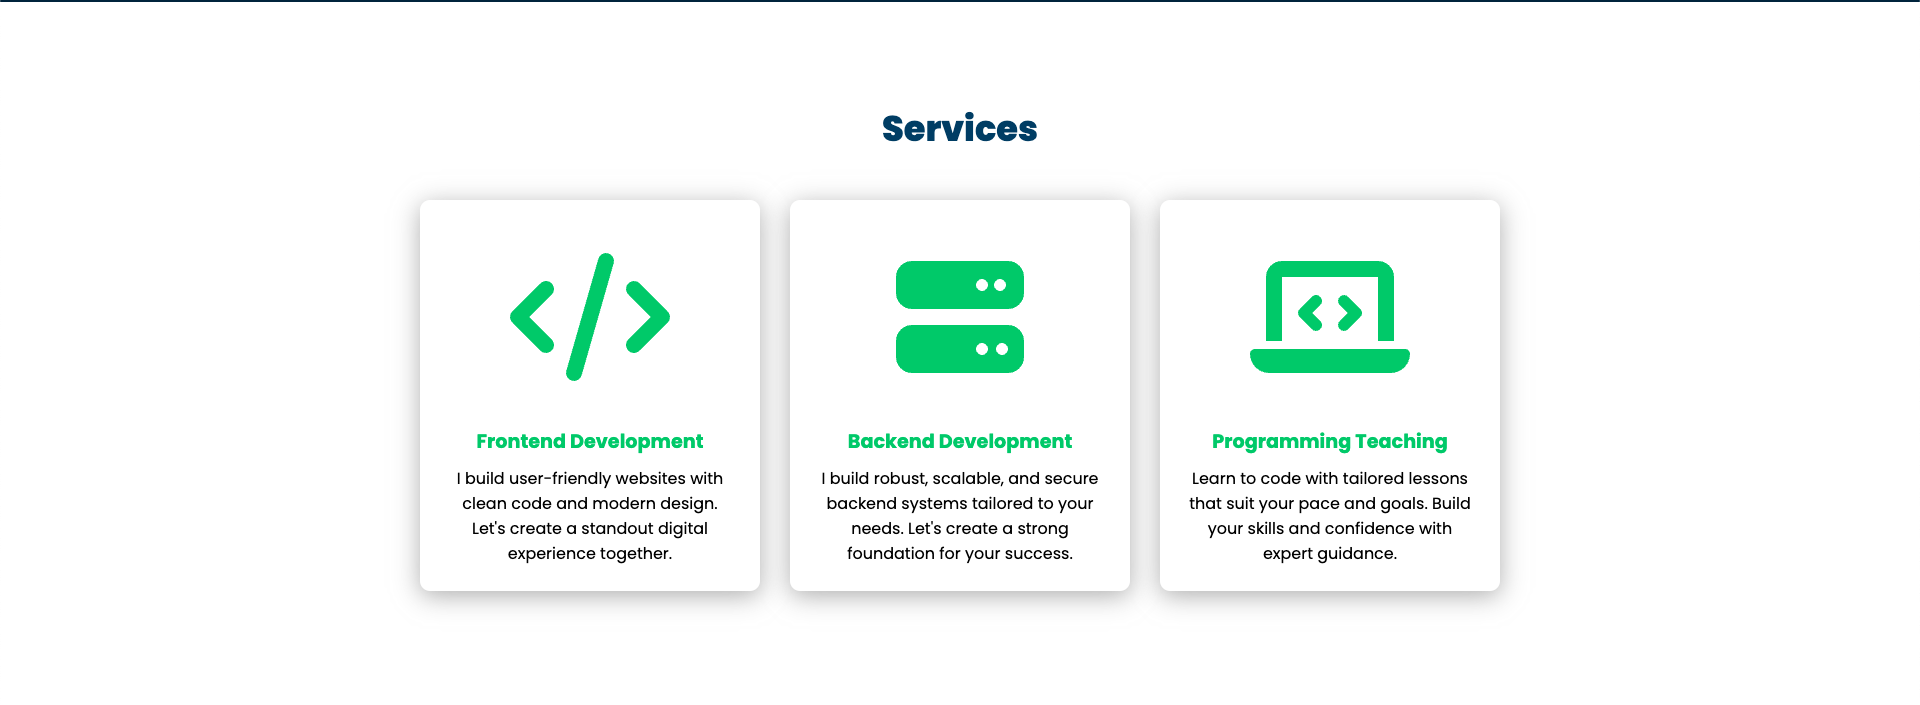 Services
Frontend Development
I build user-friendly websites with
clean code and modern design.
Let's create a standout digital
experience together.
Backend Development
I build robust, scalable, and secure
backend systems tailored to your
needs. Let's create a strong
foundation for your success.
Programming Teaching
Learn to code with tailored lessons
that suit your pace and goals. Build
your skills and confidence with
expert guidance.